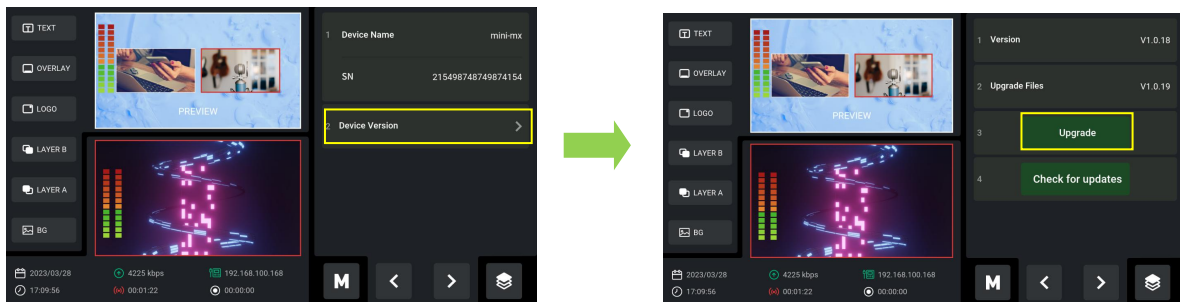 TEXT
OVERLAY
LOGO
LAYER B
LAYER A
BG
PREVIEW
2023/03/28
4225 kbps
192.168.100.168
17:09:56
00:01:22
00:00:00
1 Device Name mini-mx
SN 215498748749874154
2 Device Version
M
TEXT
OVERLAY
LOGO
LAYER B
LAYER A
BG
PREVIEW
2023/03/28
4225 kbps
192.168.100.168
17:09:56
00:01:22
00:00:00
1 Version V1.0.18
2 Upgrade Files V1.0.19
3 Upgrade
4 Check for updates
M